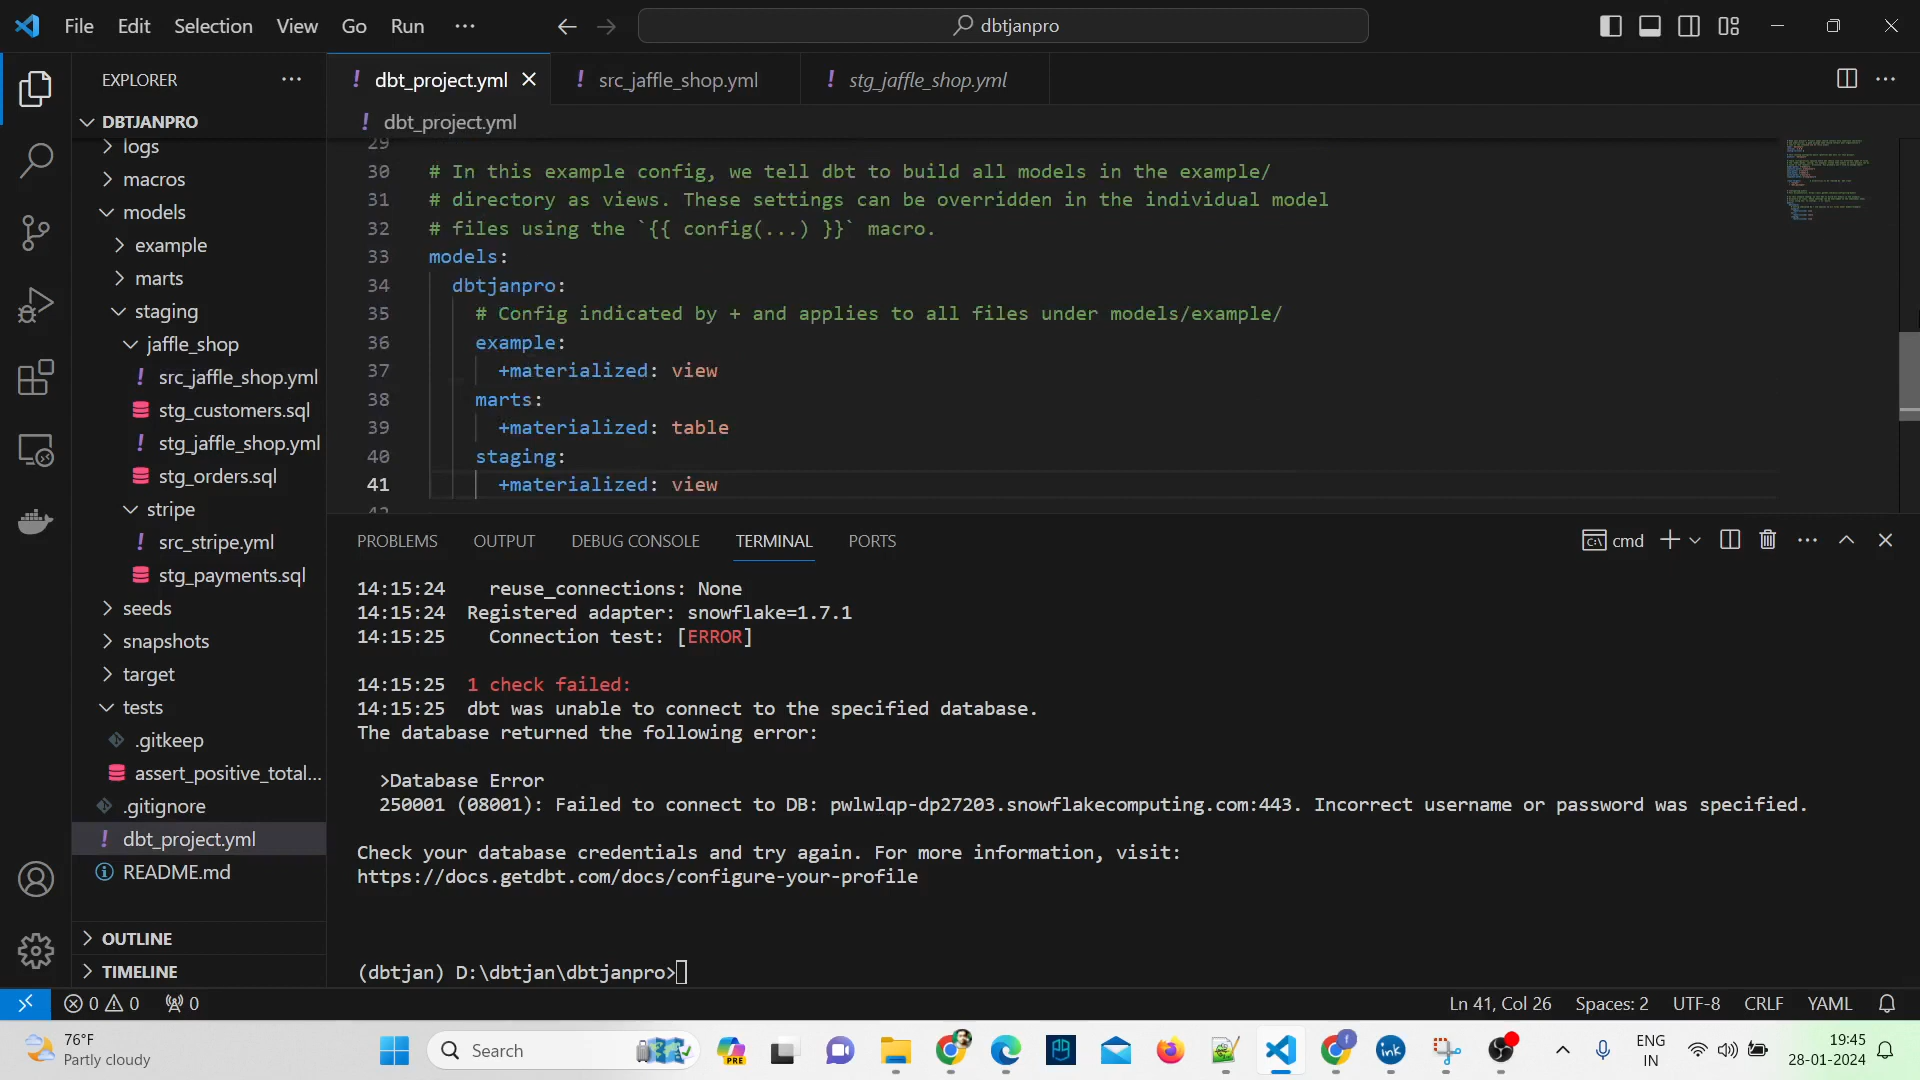 File Edit Selection View Go Run ... dbtjanpro
EXPLORER
DBTJANPRO
logs
macros
models
example
marts
staging
jaffle_shop
src_jaffle_shop.yml
stg_customers.sql
stg_jaffle_shop.yml
stg_orders.sql
stripe
src_stripe.yml
stg_payments.sql
seeds
snapshots
target
tests
.gitkeep
assert_positive_total...
.gitignore
dbt_project.yml
README.md
OUTLINE
TIMELINE
dbt_project.yml src_jaffle_shop.yml stg_jaffle_shop.yml
dbt_project.yml
29
30 # In this example config, we tell dbt to build all models in the example/
31 # directory as views. These settings can be overridden in the individual model
32 # files using the `{{ config(...) }}` macro.
33 models:
34 dbtjanpro:
35 # Config indicated by + and applies to all files under models/example/
36 example:
37 +materialized: view
38 marts:
39 +materialized: table
40 staging:
41 +materialized: view
42
PROBLEMS OUTPUT DEBUG CONSOLE TERMINAL PORTS cmd
14:15:24 reuse_connections: None
14:15:24 Registered adapter: snowflake=1.7.1
14:15:25 Connection test: [ERROR]
14:15:25 1 check failed:
14:15:25 dbt was unable to connect to the specified database.
The database returned the following error:
>Database Error
250001 (08001): Failed to connect to DB: pwlwlqp-dp27203.snowflakecomputing.com:443. Incorrect username or password was specified.
Check your database credentials and try again. For more information, visit:
https://docs.getdbt.com/docs/configure-your-profile
(dbtjan) D:\dbtjan\dbtjanpro>
0 0 0 Ln 41, Col 26 Spaces: 2 UTF-8 CRLF YAML
76°F
Partly cloudy
Search
PRE
ink
ENG
IN
19:45
28-01-2024